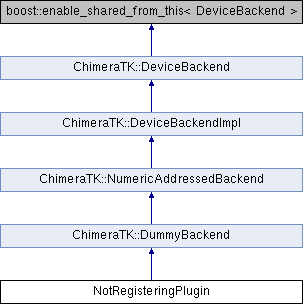 boost::enable_shared_from_this< DeviceBackend >
ChimeraTK::DeviceBackend
ChimeraTK::DeviceBackendImpl
ChimeraTK::NumericAddressedBackend
ChimeraTK::DummyBackend
NotRegisteringPlugin